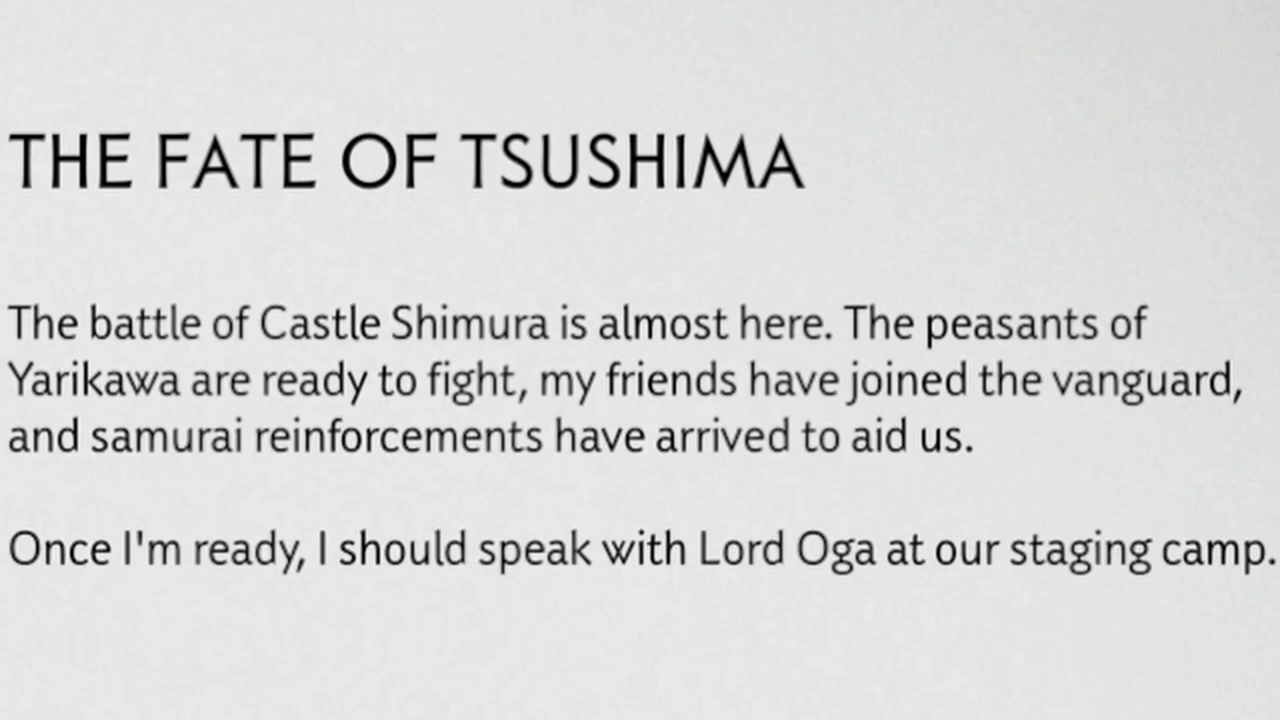 THE FATE OF TSUSHIMA
The battle of Castle Shimura is almost here. The peasants of
Yarikawa are ready to fight, my friends have joined the vanguard,
and samurai reinforcements have arrived to aid us.
Once I'm ready, I should speak with Lord Oga at our staging camp.